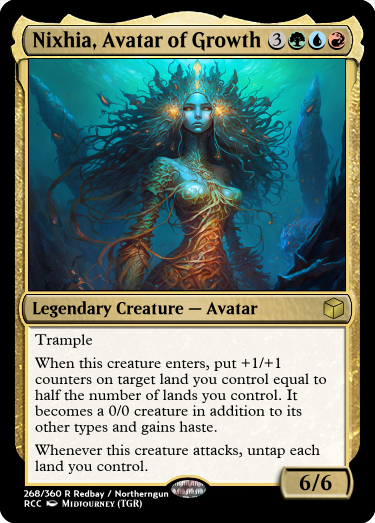 Nixhia, Avatar of Growth 3
Legendary Creature — Avatar
Trample
When this creature enters, put +1/+1
counters on target land you control equal to
half the number of lands you control. It
becomes a 0/0 creature in addition to its
other types and gains haste.
Whenever this creature attacks, untap each
land you control.
6/6
268/360 R Redbay / Northerngun
RCC Midjourney (TGR)